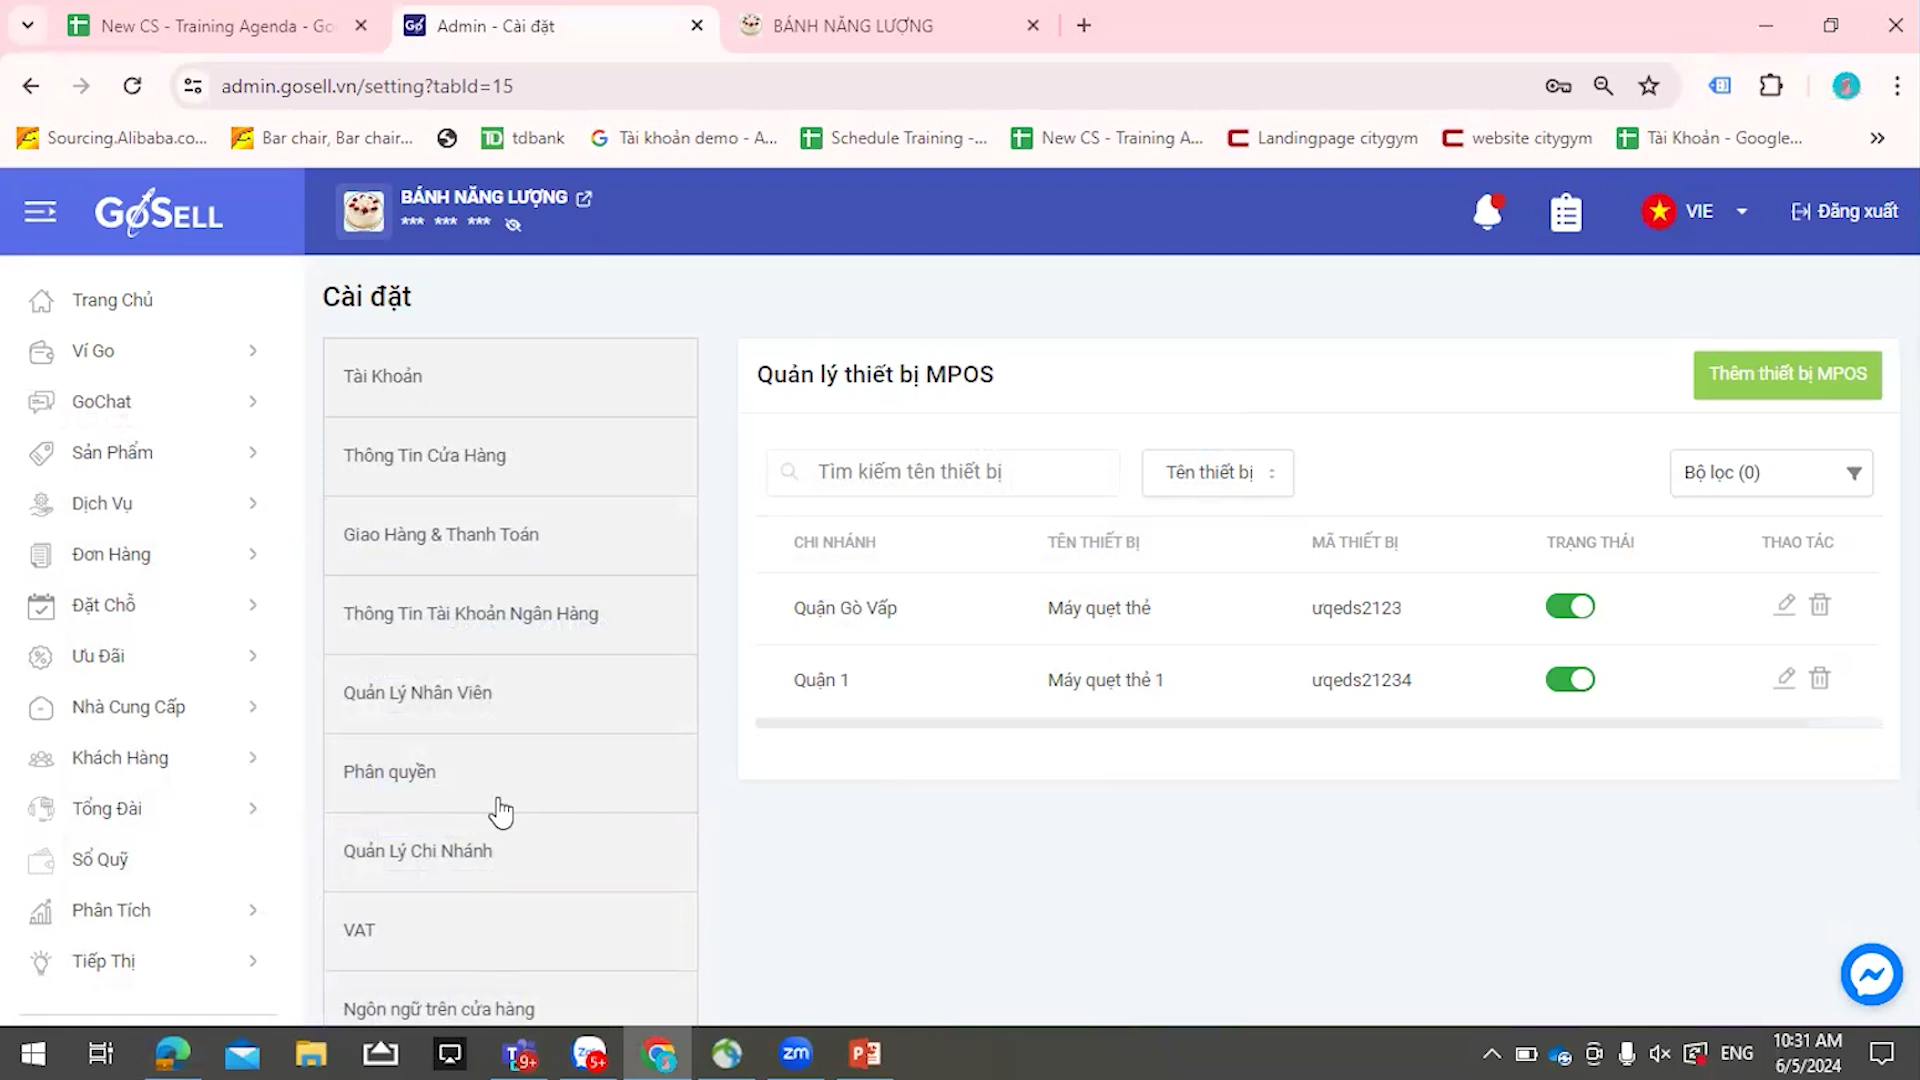 New CS - Training Agenda - Go
Admin - Cài đặt
BÁNH NĂNG LƯỢNG
admin.gosell.vn/setting?tabId=15
Sourcing.Alibaba.co...
Bar chair, Bar chair...
TD
tdbank
Tài khoản demo - A...
Schedule Training -...
New CS - Training A...
Landingpage citygym
website citygym
Tài Khoản - Google...
GOSELL
BÁNH NĂNG LƯỢNG
*** *** ***
VIE
Đăng xuất
Trang Chủ
Ví Go
GoChat
Sản Phẩm
Dịch Vụ
Đơn Hàng
Đặt Chỗ
Ưu Đãi
Nhà Cung Cấp
Khách Hàng
Tổng Đài
Sổ Quỹ
Phân Tích
Tiếp Thị
Cài đặt
Tài Khoản
Thông Tin Cửa Hàng
Giao Hàng & Thanh Toán
Thông Tin Tài Khoản Ngân Hàng
Quản Lý Nhân Viên
Phân quyền
Quản Lý Chi Nhánh
VAT
Ngôn ngữ trên cửa hàng
Quản lý thiết bị MPOS
Thêm thiết bị MPOS
Tìm kiếm tên thiết bị
Tên thiết bị
Bộ lọc (0)
CHI NHÁNH TÊN THIẾT BỊ MÃ THIẾT BỊ TRẠNG THÁI THAO TÁC
Quận Gò Vấp Máy quẹt thẻ ưqeds2123
Quận 1 Máy quẹt thẻ 1 ưqeds21234
9+
5+
zm
ENG
10:31 AM
6/5/2024